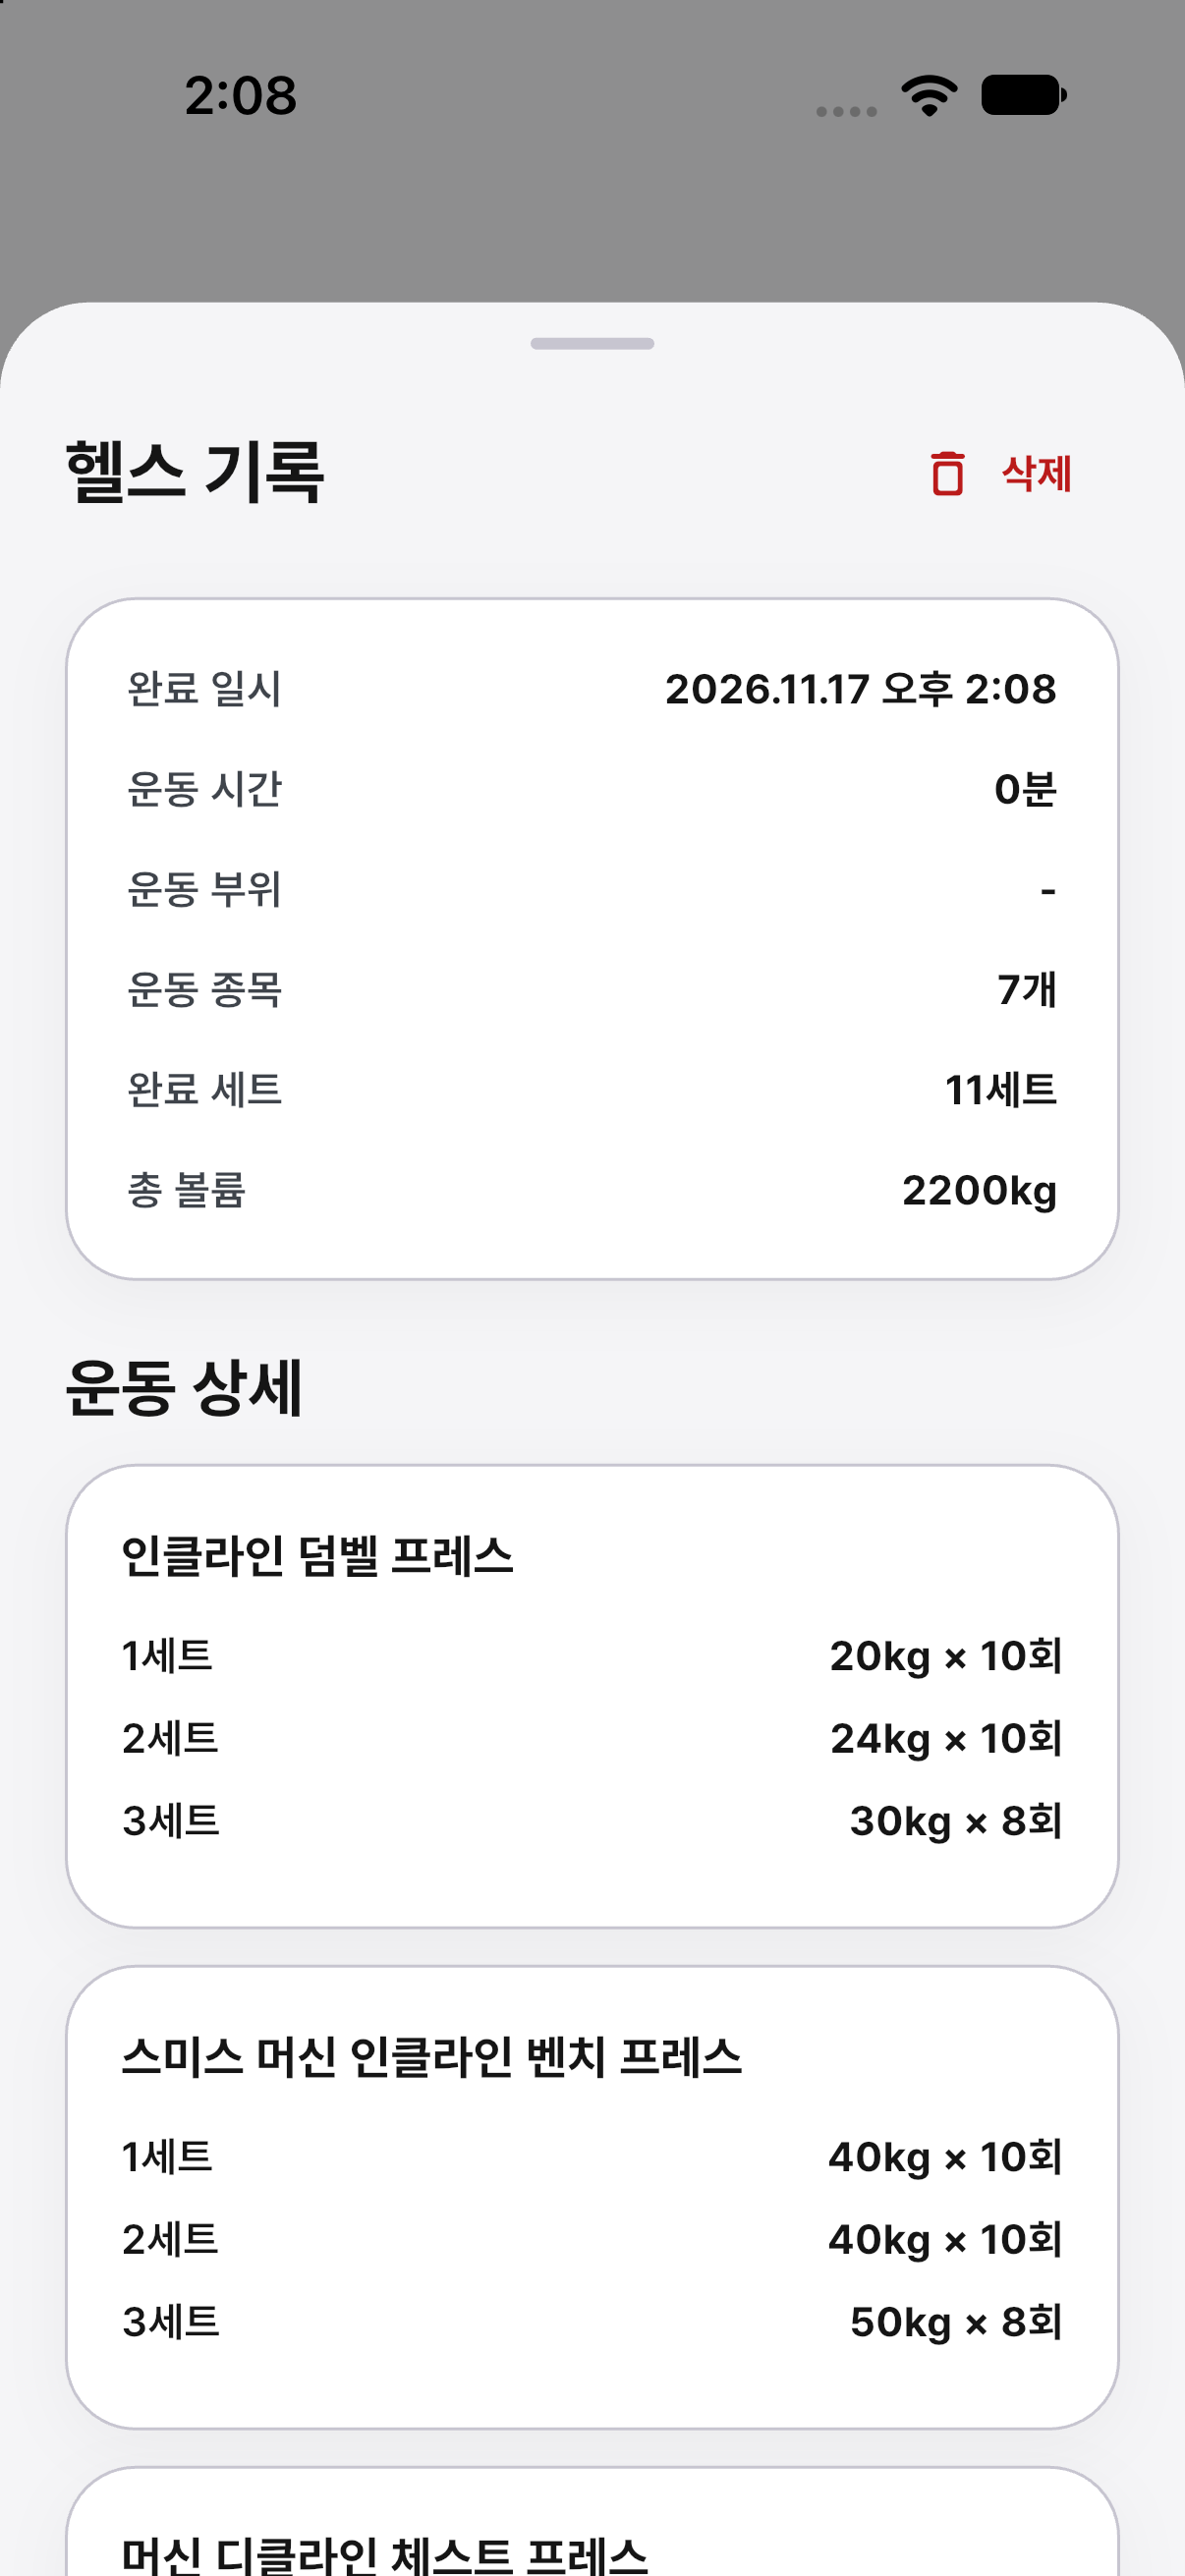 2:08
헬스 기록
삭제
완료 일시 2026.11.17 오후 2:08
운동 시간 0분
운동 부위 -
운동 종목 7개
완료 세트 11세트
총 볼륨 2200kg
운동 상세
인클라인 덤벨 프레스
1세트 20kg × 10회
2세트 24kg × 10회
3세트 30kg × 8회
스미스 머신 인클라인 벤치 프레스
1세트 40kg × 10회
2세트 40kg × 10회
3세트 50kg × 8회
머신 디클라인 체스트 프레스